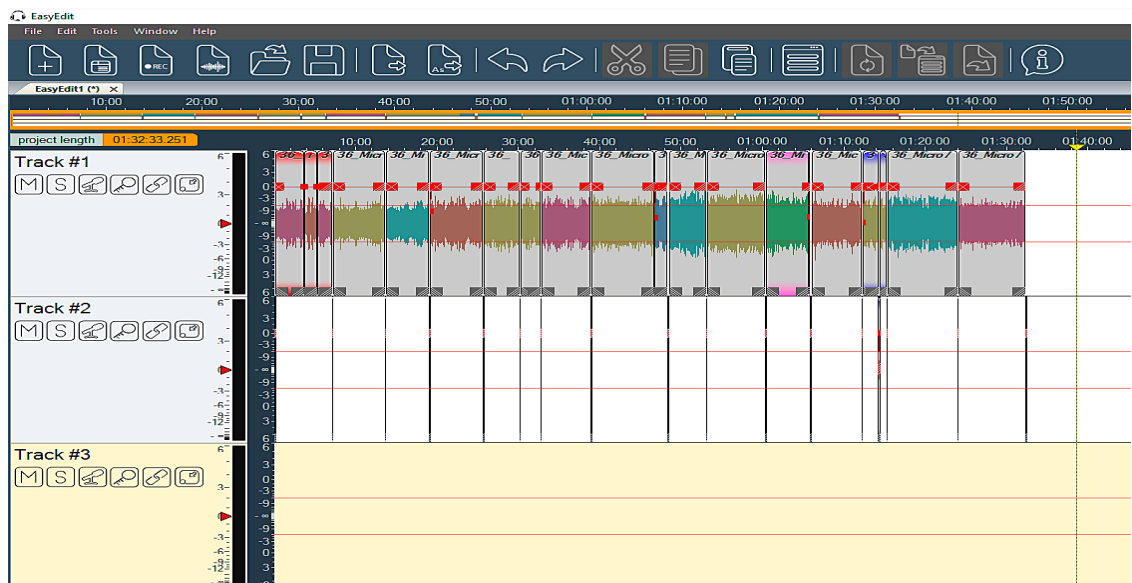 EasyEdit
File Edit Tools Window Help
REC As
EasyEdit1 (*) ×
10:00 20:00 30:00 40:00 50:00 01:00:00 01:10:00 01:20:00 01:30:00 01:40:00 01:50:00
project length 01:32:33.251
10:00 20:00 30:00 40:00 50:00 01:00:00 01:10:00 01:20:00 01:30:00 01:40:00
Track #1
M S
36_Micr 36_Mi 36_Micr 36_ 36 36_Mic 36_Micro 36_M 36_Micro 36_Mi 36_Mic 36_Micro / 36_Micro /
Track #2
M S
Track #3
M S